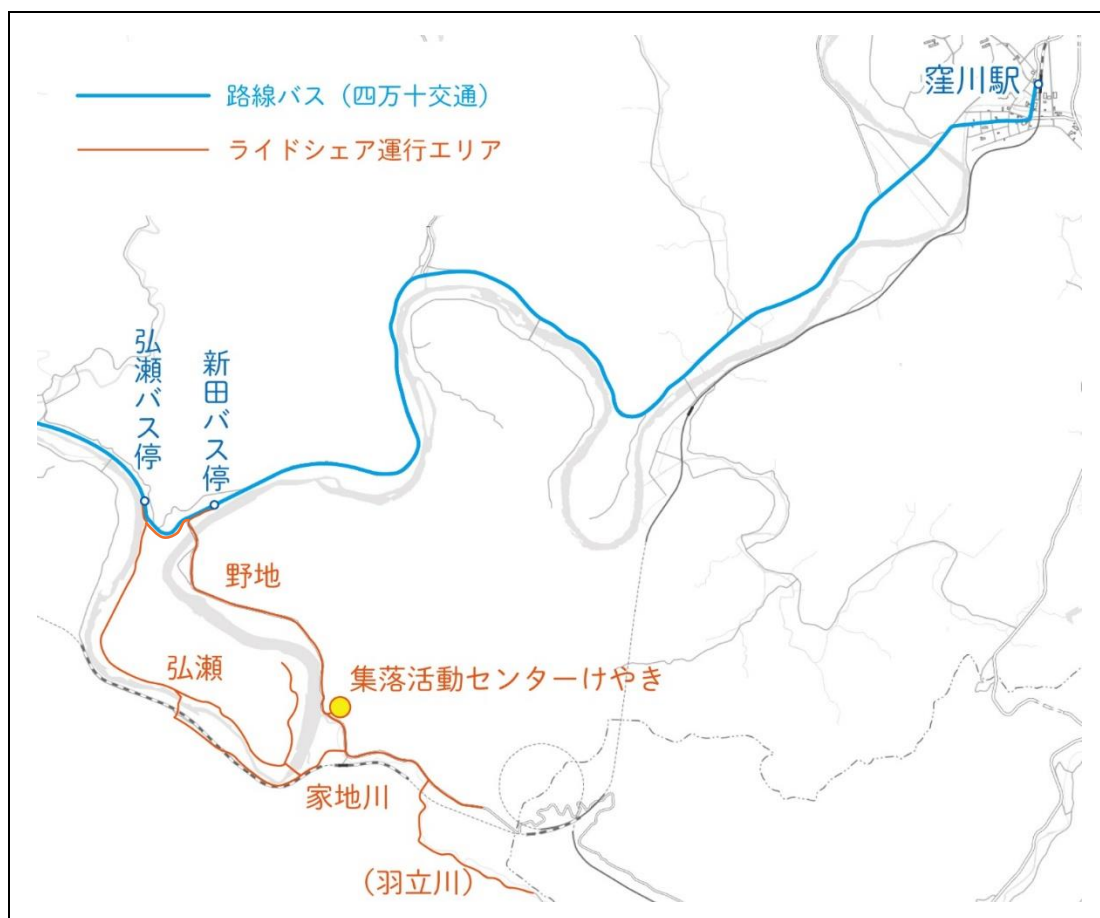 窪川駅
路線バス（四万十交通）
ライドシェア運行エリア
弘瀬バス停
新田バス停
野地
弘瀬
集落活動センターけやき
家地川
（羽立川）